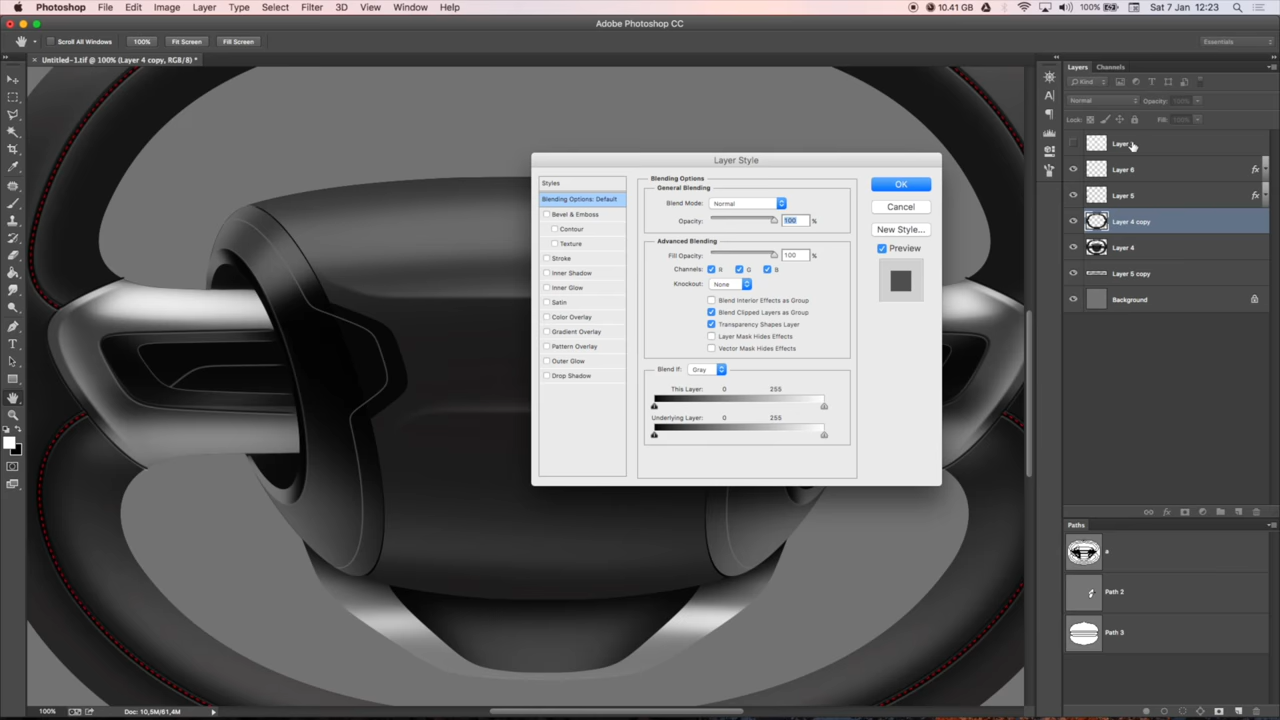 Photoshop File Edit Image Layer Type Select Filter 3D View Window Help 10.41 GB 100% Sat 7 Jan 12:23
Adobe Photoshop CC
Scroll All Windows 100% Fit Screen Fill Screen Essentials
Untitled-1.tif @ 100% (Layer 4 copy, RGB/8) *
Layers Channels
Kind
Normal Opacity: 100%
Lock: Fill: 100%
Layer
Layer 6 fx
Layer 5 fx
Layer 4 copy
Layer 4
Layer 5 copy
Background
fx
Paths
a
Path 2
Path 3
Layer Style
Styles
Blending Options: Default
Bevel & Emboss
Contour
Texture
Stroke
Inner Shadow
Inner Glow
Satin
Color Overlay
Gradient Overlay
Pattern Overlay
Outer Glow
Drop Shadow
Blending Options
General Blending
Blend Mode: Normal
Opacity: 100 %
Advanced Blending
Fill Opacity: 100 %
Channels: R G B
Knockout: None
Blend Interior Effects as Group
Blend Clipped Layers as Group
Transparency Shapes Layer
Layer Mask Hides Effects
Vector Mask Hides Effects
Blend If: Gray
This Layer: 0 255
Underlying Layer: 0 255
OK
Cancel
New Style...
Preview
100% Doc: 10,5M/61,4M